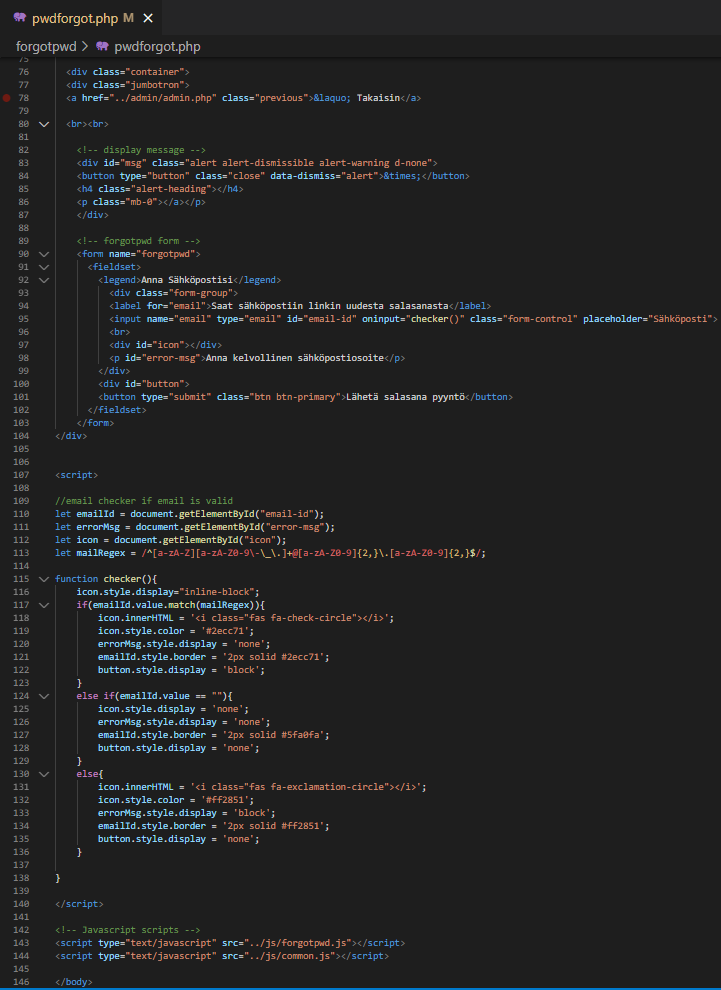 pwdforgot.php M
forgotpwd > pwdforgot.php
75
76 <div class="container">
77 <div class="jumbotron">
78 <a href="../admin/admin.php" class="previous">&laquo; Takaisin</a>
79
80 <br><br>
81
82 <!-- display message -->
83 <div id="msg" class="alert alert-dismissible alert-warning d-none">
84 <button type="button" class="close" data-dismiss="alert">&times;</button>
85 <h4 class="alert-heading"></h4>
86 <p class="mb-0"></a></p>
87 </div>
88
89 <!-- forgotpwd form -->
90 <form name="forgotpwd">
91 <fieldset>
92 <legend>Anna Sähköpostisi</legend>
93 <div class="form-group">
94 <label for="email">Saat sähköpostiin linkin uudesta salasanasta</label>
95 <input name="email" type="email" id="email-id" oninput="checker()" class="form-control" placeholder="Sähköposti">
96 <br>
97 <div id="icon"></div>
98 <p id="error-msg">Anna kelvollinen sähköpostiosoite</p>
99 </div>
100 <div id="button">
101 <button type="submit" class="btn btn-primary">Lähetä salasana pyyntö</button>
102 </fieldset>
103 </form>
104 </div>
105
106
107 <script>
108
109 //email checker if email is valid
110 let emailId = document.getElementById("email-id");
111 let errorMsg = document.getElementById("error-msg");
112 let icon = document.getElementById("icon");
113 let mailRegex = /^[a-zA-Z][a-zA-Z0-9\-\_\.]+@[a-zA-Z0-9]{2,}\.[a-zA-Z0-9]{2,}$/;
114
115 function checker(){
116 icon.style.display="inline-block";
117 if(emailId.value.match(mailRegex)){
118 icon.innerHTML = '<i class="fas fa-check-circle"></i>';
119 icon.style.color = '#2ecc71';
120 errorMsg.style.display = 'none';
121 emailId.style.border = '2px solid #2ecc71';
122 button.style.display = 'block';
123 }
124 else if(emailId.value == ""){
125 icon.style.display = 'none';
126 errorMsg.style.display = 'none';
127 emailId.style.border = '2px solid #5fa0fa';
128 button.style.display = 'none';
129 }
130 else{
131 icon.innerHTML = '<i class="fas fa-exclamation-circle"></i>';
132 icon.style.color = '#ff2851';
133 errorMsg.style.display = 'block';
134 emailId.style.border = '2px solid #ff2851';
135 button.style.display = 'none';
136 }
137
138 }
139
140 </script>
141
142 <!-- Javascript scripts -->
143 <script type="text/javascript" src="../js/forgotpwd.js"></script>
144 <script type="text/javascript" src="../js/common.js"></script>
145
146 </body>